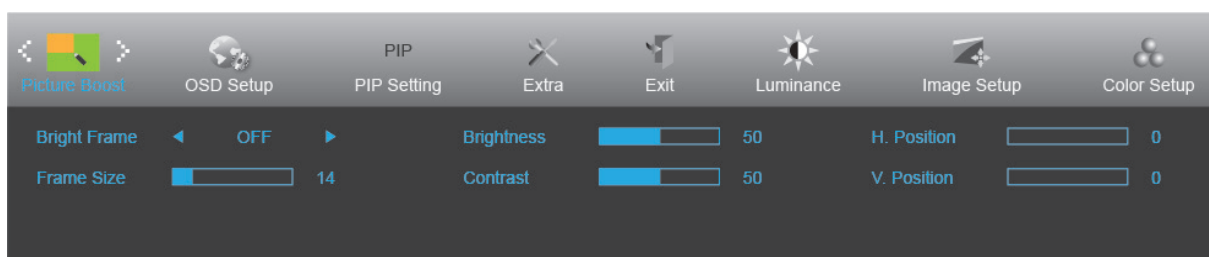 PIP
Picture Boost OSD Setup PIP Setting Extra Exit Luminance Image Setup Color Setup
Bright Frame OFF Brightness 50 H. Position 0
Frame Size 14 Contrast 50 V. Position 0